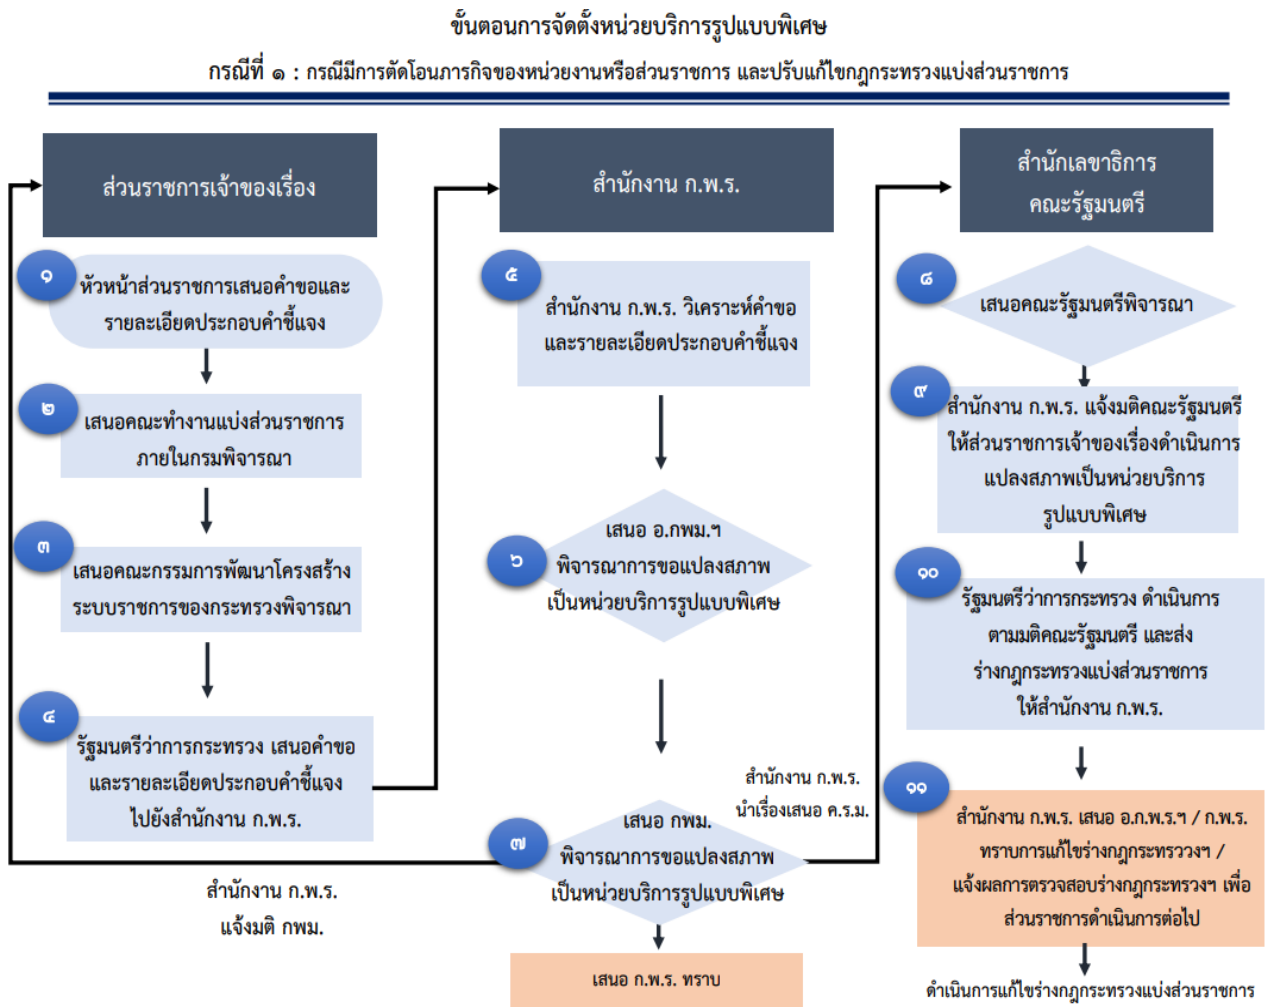 ขั้นตอนการจัดตั้งหน่วยบริการรูปแบบพิเศษ
กรณีที่ ๑ : กรณีมีการตัดโอนภารกิจของหน่วยงานหรือส่วนราชการ และปรับแก้ไขกฎกระทรวงแบ่งส่วนราชการ
ส่วนราชการเจ้าของเรื่อง
๑
หัวหน้าส่วนราชการเสนอคำขอและ
รายละเอียดประกอบคำชี้แจง
๒
เสนอคณะทำงานแบ่งส่วนราชการ
ภายในกรมพิจารณา
๓
เสนอคณะกรรมการพัฒนาโครงสร้าง
ระบบราชการของกระทรวงพิจารณา
๔
รัฐมนตรีว่าการกระทรวง เสนอคำขอ
และรายละเอียดประกอบคำชี้แจง
ไปยังสำนักงาน ก.พ.ร.
สำนักงาน ก.พ.ร.
แจ้งมติ กพม.
สำนักงาน ก.พ.ร.
๕
สำนักงาน ก.พ.ร. วิเคราะห์คำขอ
และรายละเอียดประกอบคำชี้แจง
๖
เสนอ อ.กพม.ฯ
พิจารณาการขอแปลงสภาพ
เป็นหน่วยบริการรูปแบบพิเศษ
๗
เสนอ กพม.
พิจารณาการขอแปลงสภาพ
เป็นหน่วยบริการรูปแบบพิเศษ
เสนอ ก.พ.ร. ทราบ
สำนักงาน ก.พ.ร.
นำเรื่องเสนอ ค.ร.ม.
สำนักเลขาธิการ
คณะรัฐมนตรี
๘
เสนอคณะรัฐมนตรีพิจารณา
๙
สำนักงาน ก.พ.ร. แจ้งมติคณะรัฐมนตรี
ให้ส่วนราชการเจ้าของเรื่องดำเนินการ
แปลงสภาพเป็นหน่วยบริการ
รูปแบบพิเศษ
๑๐
รัฐมนตรีว่าการกระทรวง ดำเนินการ
ตามมติคณะรัฐมนตรี และส่ง
ร่างกฎกระทรวงแบ่งส่วนราชการ
ให้สำนักงาน ก.พ.ร.
๑๑
สำนักงาน ก.พ.ร. เสนอ อ.ก.พ.ร.ฯ / ก.พ.ร.
ทราบการแก้ไขร่างกฎกระทรววงฯ /
แจ้งผลการตรวจสอบร่างกฎกระทรวงฯ เพื่อ
ส่วนราชการดำเนินการต่อไป
ดำเนินการแก้ไขร่างกฎกระทรวงแบ่งส่วนราชการ